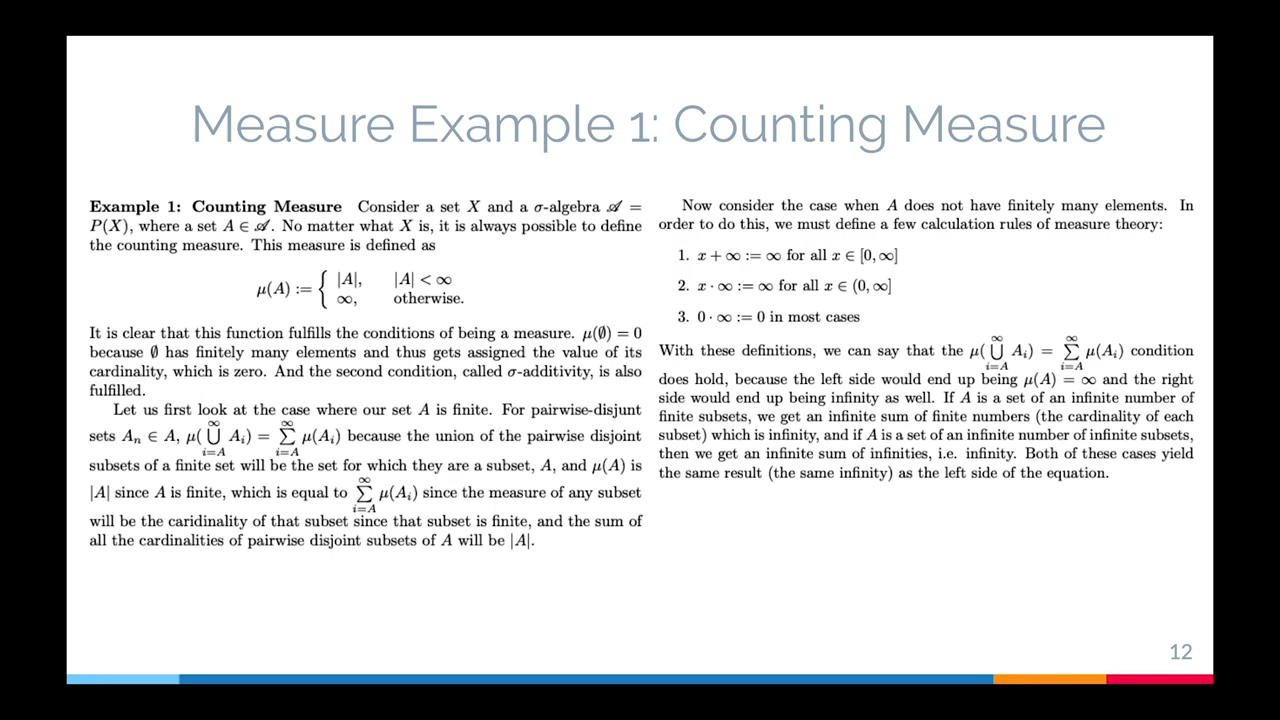 Measure Example 1: Counting Measure
Example 1: Counting Measure Consider a set X and a σ-algebra 𝒜 =
P(X), where a set A ∈ 𝒜. No matter what X is, it is always possible to define
the counting measure. This measure is defined as
μ(A) := { |A|, |A| < ∞
∞, otherwise.
It is clear that this function fulfills the conditions of being a measure. μ(∅) = 0
because ∅ has finitely many elements and thus gets assigned the value of its
cardinality, which is zero. And the second condition, called σ-additivity, is also
fulfilled.
Let us first look at the case where our set A is finite. For pairwise-disjunt
sets Aₙ ∈ A, μ(⋃_{i=A}^{∞} Aᵢ) = ∑_{i=A}^{∞} μ(Aᵢ) because the union of the pairwise disjoint
subsets of a finite set will be the set for which they are a subset, A, and μ(A) is
|A| since A is finite, which is equal to ∑_{i=A}^{∞} μ(Aᵢ) since the measure of any subset
will be the caridinality of that subset since that subset is finite, and the sum of
all the cardinalities of pairwise disjoint subsets of A will be |A|.
Now consider the case when A does not have finitely many elements. In
order to do this, we must define a few calculation rules of measure theory:
1. x + ∞ := ∞ for all x ∈ [0, ∞]
2. x · ∞ := ∞ for all x ∈ (0, ∞]
3. 0 · ∞ := 0 in most cases
With these definitions, we can say that the μ(⋃_{i=A}^{∞} Aᵢ) = ∑_{i=A}^{∞} μ(Aᵢ) condition
does hold, because the left side would end up being μ(A) = ∞ and the right
side would end up being infinity as well. If A is a set of an infinite number of
finite subsets, we get an infinite sum of finite numbers (the cardinality of each
subset) which is infinity, and if A is a set of an infinite number of infinite subsets,
then we get an infinite sum of infinities, i.e. infinity. Both of these cases yield
the same result (the same infinity) as the left side of the equation.
12